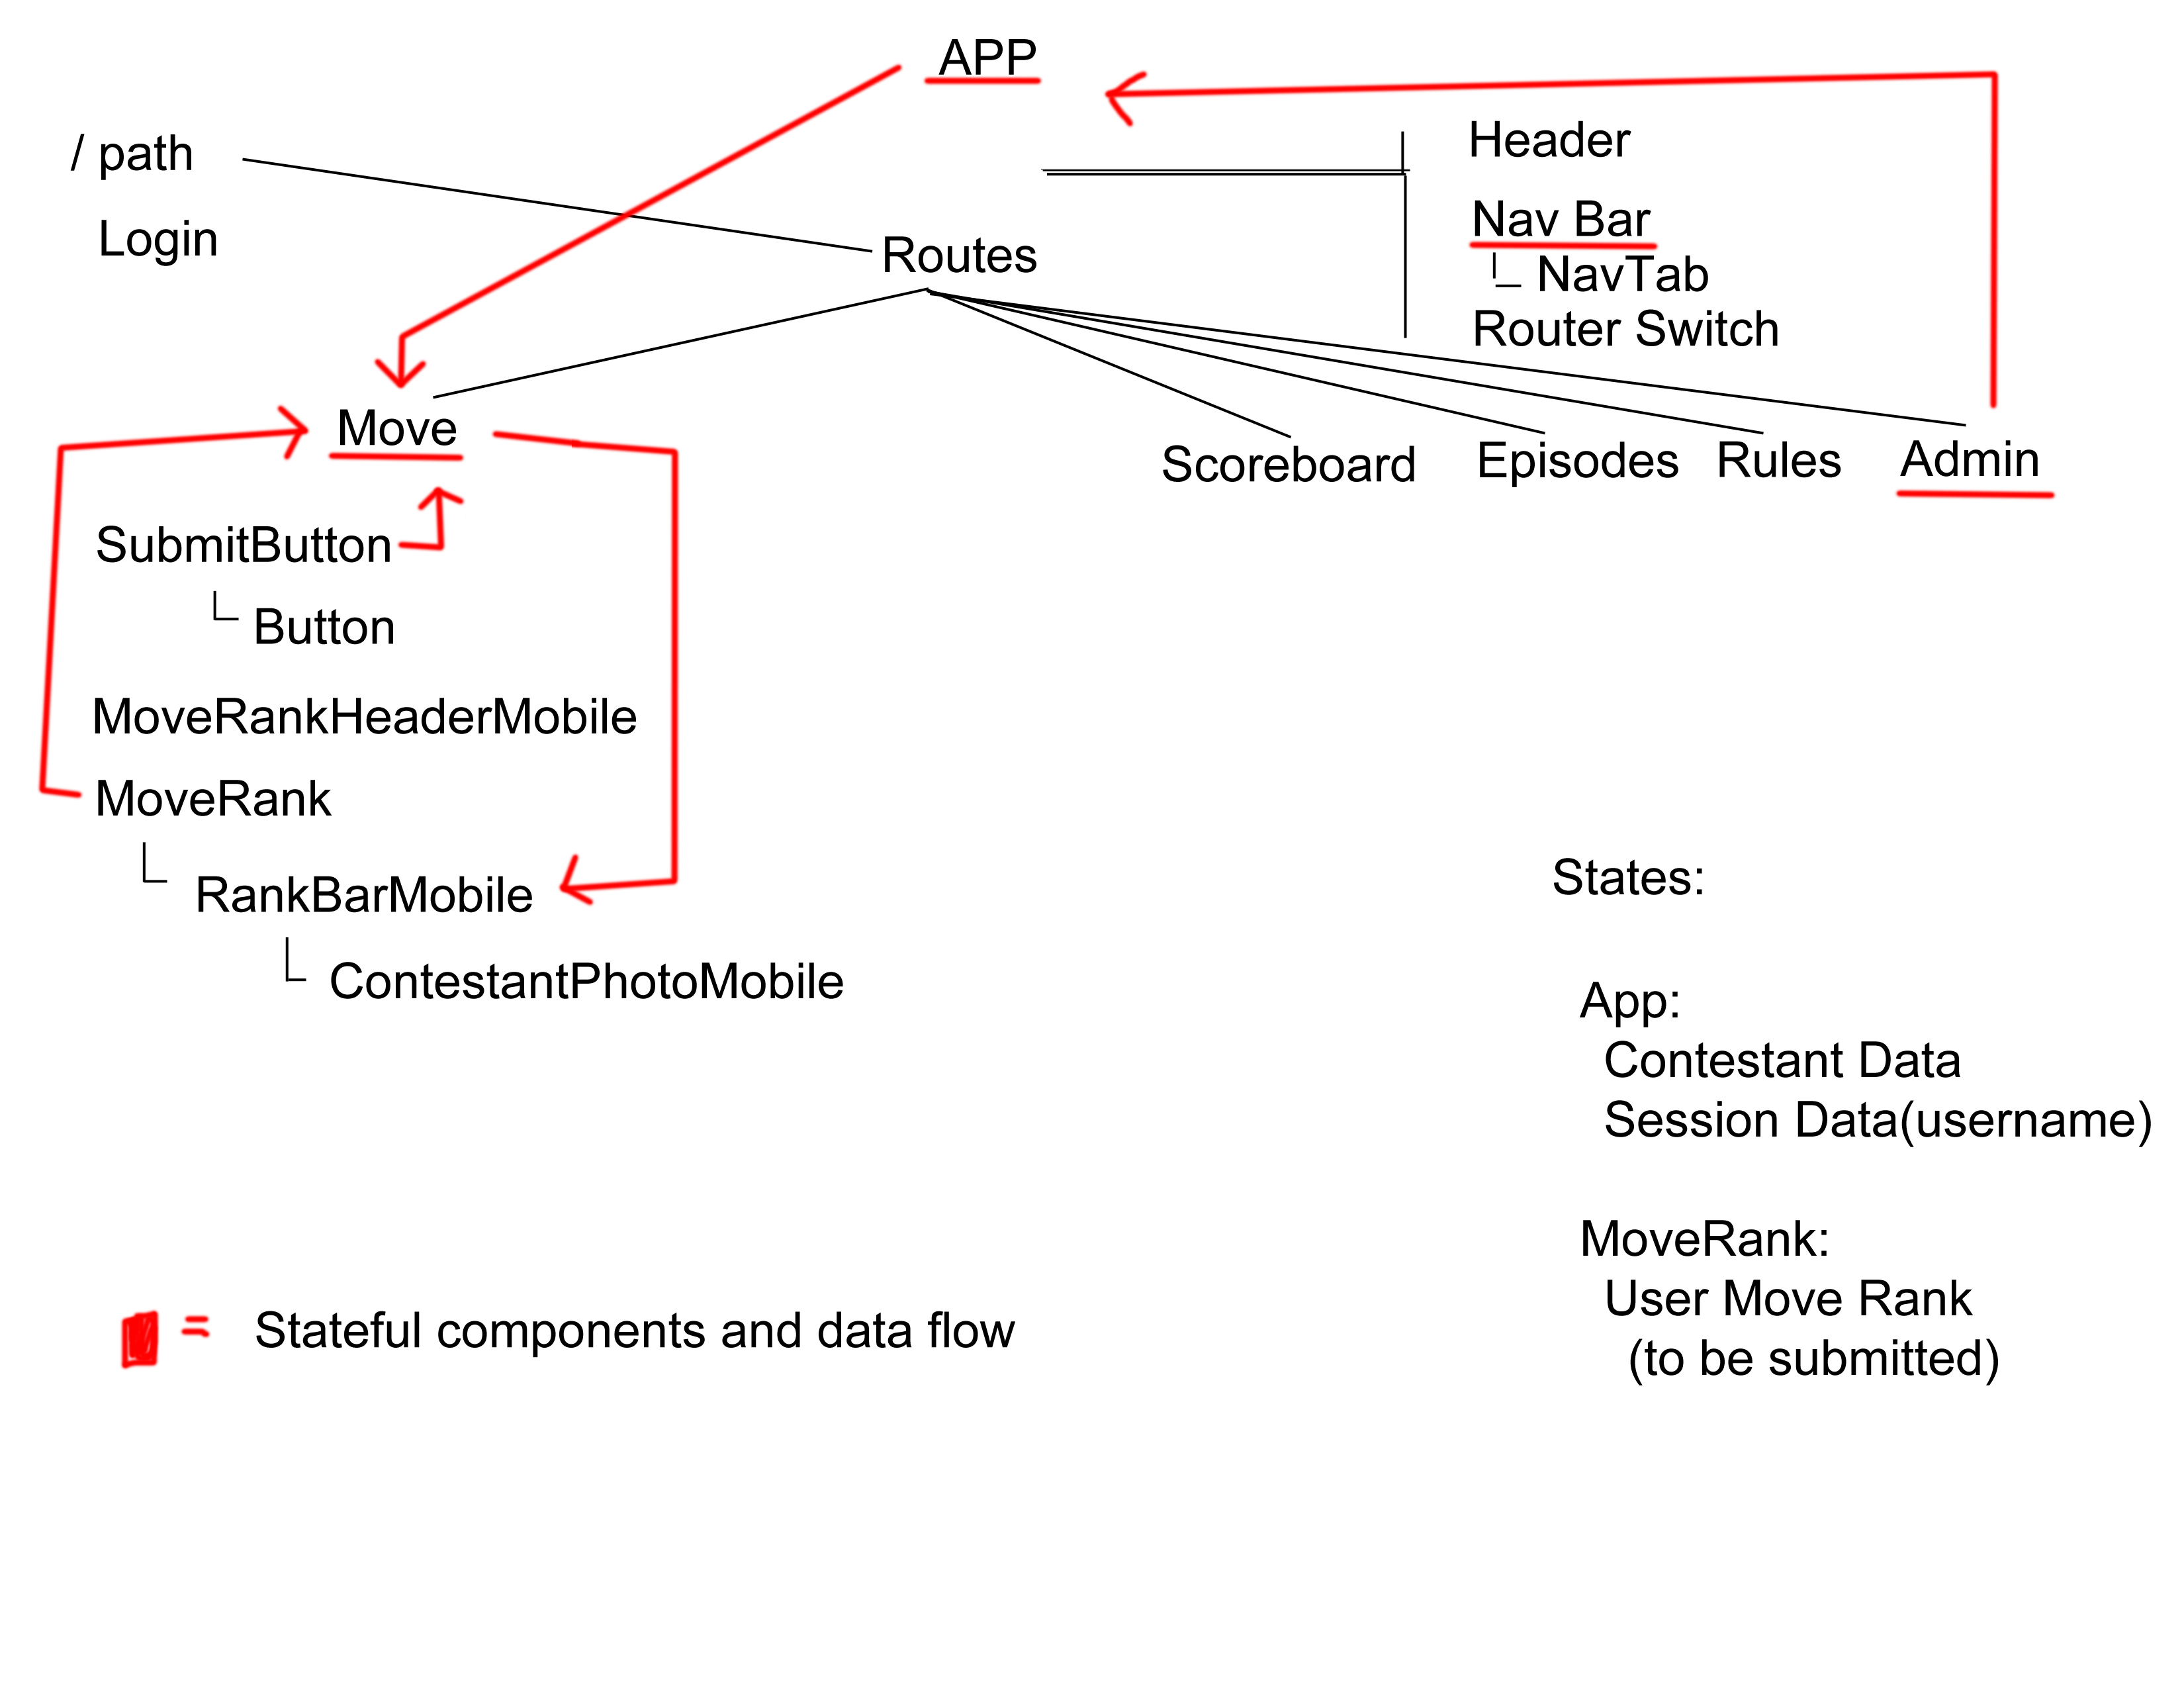 APP
/ path
Login
Header
Nav Bar
NavTab
Router Switch
Routes
Move
Scoreboard
Episodes
Rules
Admin
SubmitButton
Button
MoveRankHeaderMobile
MoveRank
RankBarMobile
ContestantPhotoMobile
States:
App:
Contestant Data
Session Data(username)
MoveRank:
User Move Rank
(to be submitted)
= Stateful components and data flow